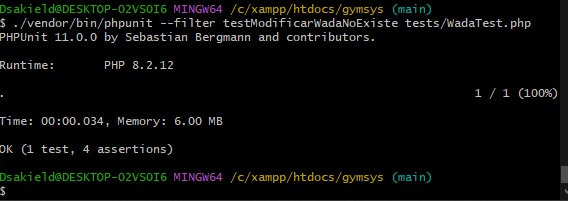 Dsakield@DESKTOP-O2VSOI6 MINGW64 /c/xampp/htdocs/gymsys (main)
$ ./vendor/bin/phpunit --filter testModificarWadaNoExiste tests/WadaTest.php
PHPUnit 11.0.0 by Sebastian Bergmann and contributors.
Runtime:       PHP 8.2.12
.                                                                   1 / 1 (100%)
Time: 00:00.034, Memory: 6.00 MB
OK (1 test, 4 assertions)
Dsakield@DESKTOP-O2VSOI6 MINGW64 /c/xampp/htdocs/gymsys (main)
$